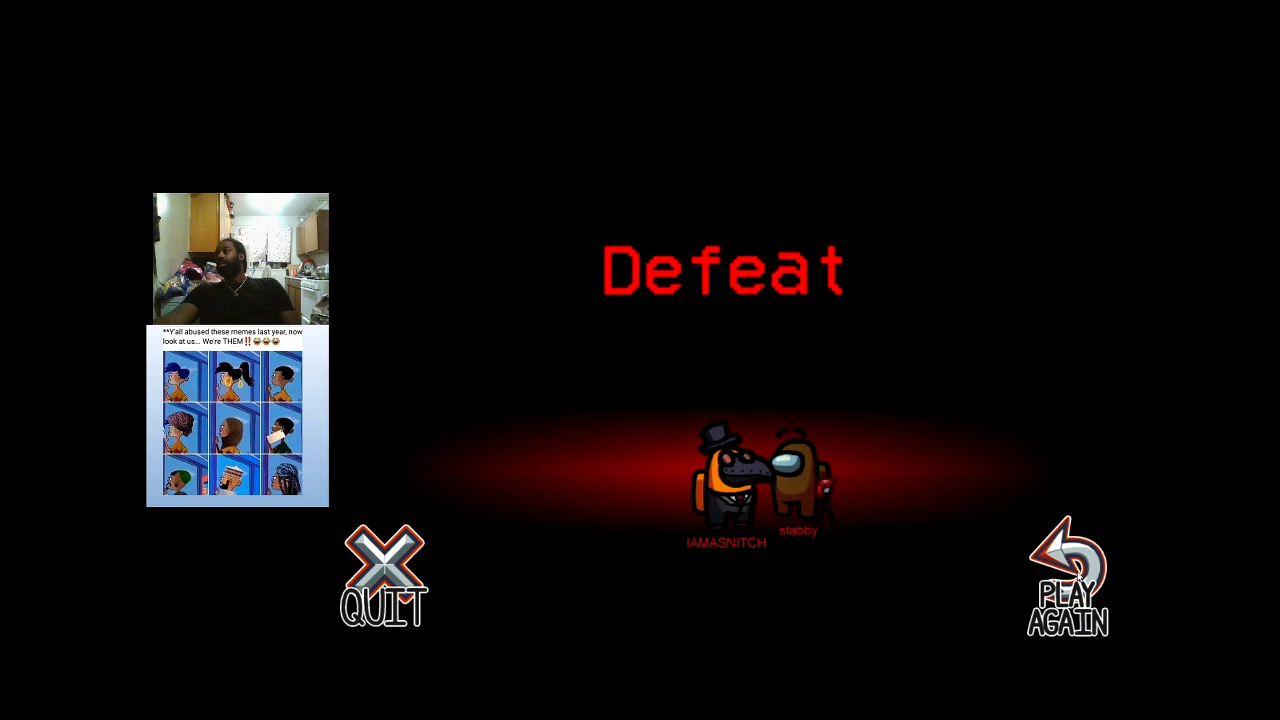 Defeat
**Y'all abused these memes last year, now
look at us... We're THEM‼️😂😂😂
stabby
IAMASNITCH
QUIT
PLAY
AGAIN